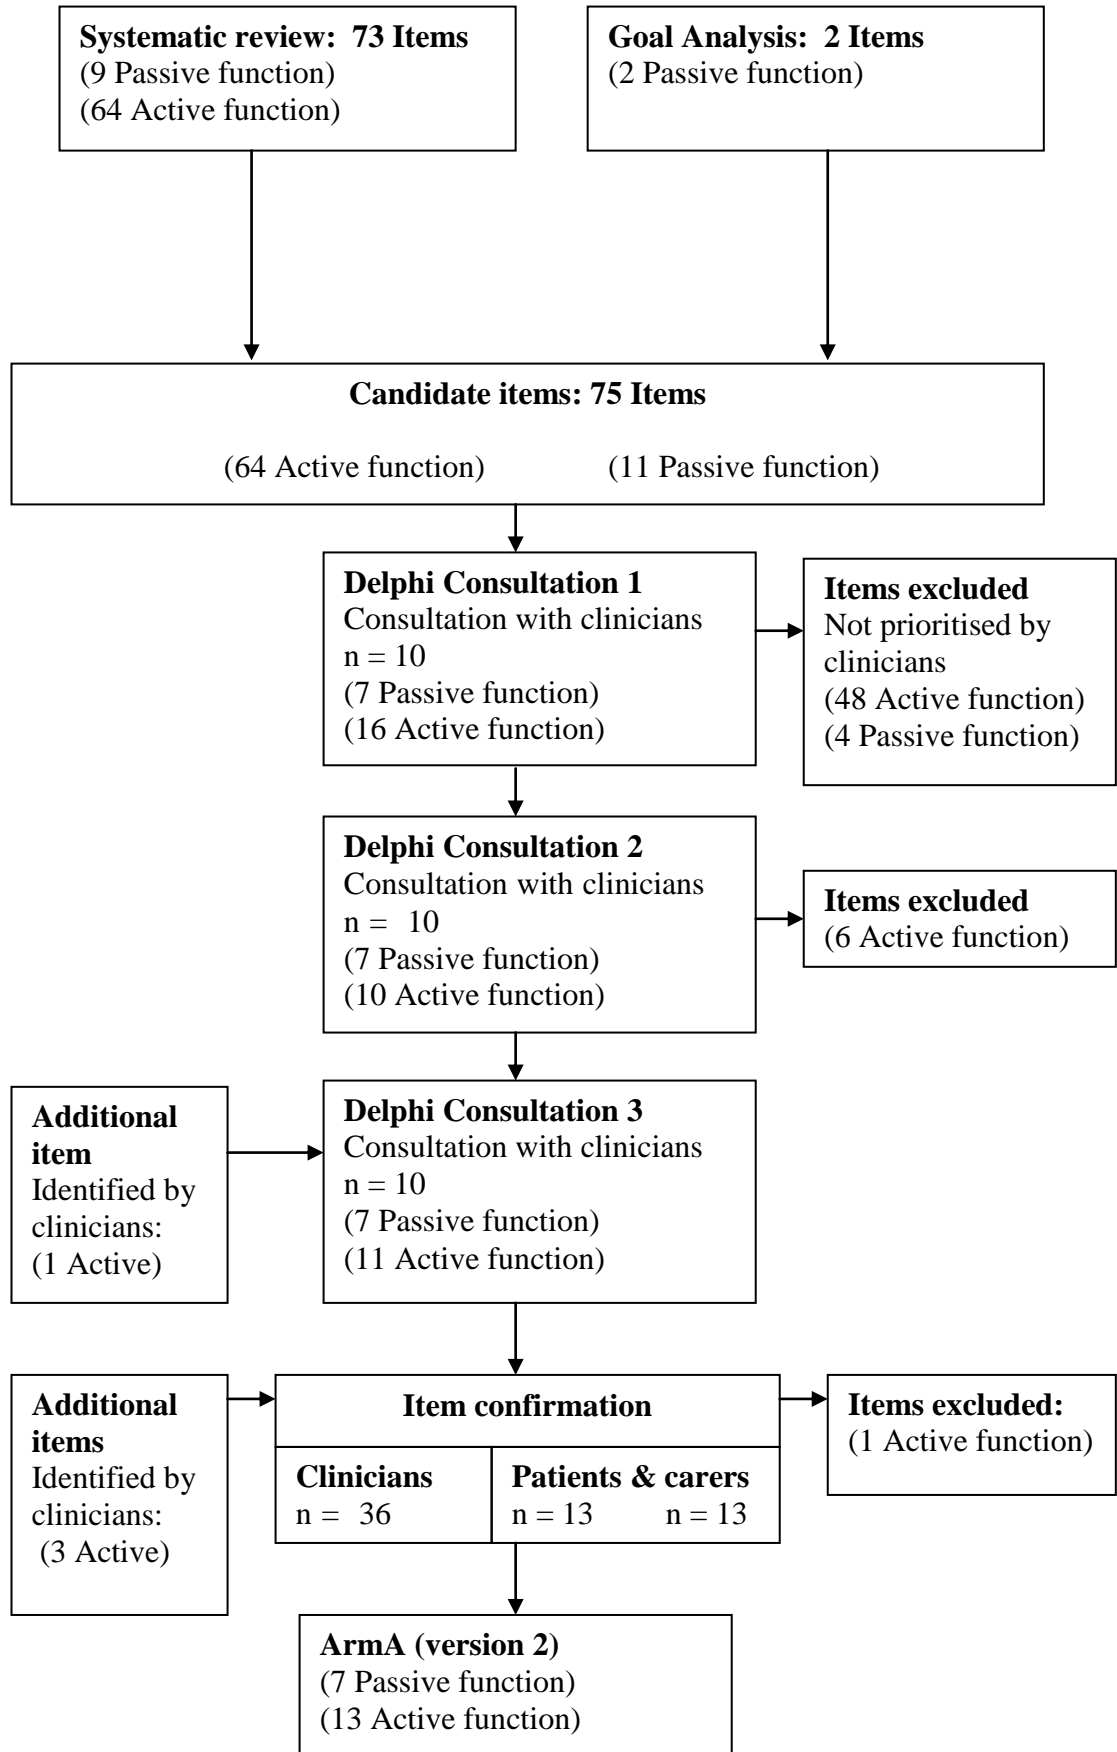 Systematic review: 73 Items
(9 Passive function)
(64 Active function)
Goal Analysis: 2 Items
(2 Passive function)
Candidate items: 75 Items
(64 Active function) (11 Passive function)
Delphi Consultation 1
Consultation with clinicians
n = 10
(7 Passive function)
(16 Active function)
Items excluded
Not prioritised by
clinicians
(48 Active function)
(4 Passive function)
Delphi Consultation 2
Consultation with clinicians
n = 10
(7 Passive function)
(10 Active function)
Items excluded
(6 Active function)
Additional
item
Identified by
clinicians:
(1 Active)
Delphi Consultation 3
Consultation with clinicians
n = 10
(7 Passive function)
(11 Active function)
Additional
items
Identified by
clinicians:
(3 Active)
Item confirmation
Clinicians
n = 36
Patients & carers
n = 13 n = 13
Items excluded:
(1 Active function)
ArmA (version 2)
(7 Passive function)
(13 Active function)